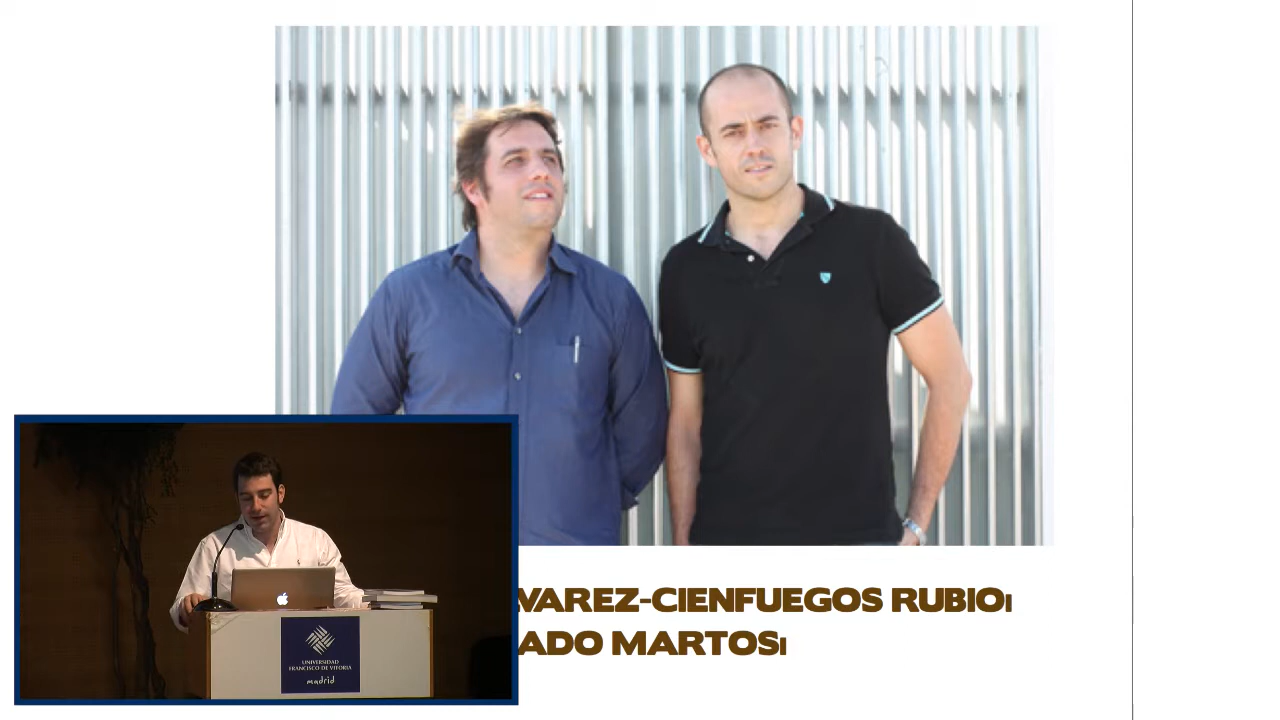 VAREZ-CIENFUEGOS RUBIO
ADO MARTOS
UNIVERSIDAD
FRANCISCO DE VITORIA
madrid